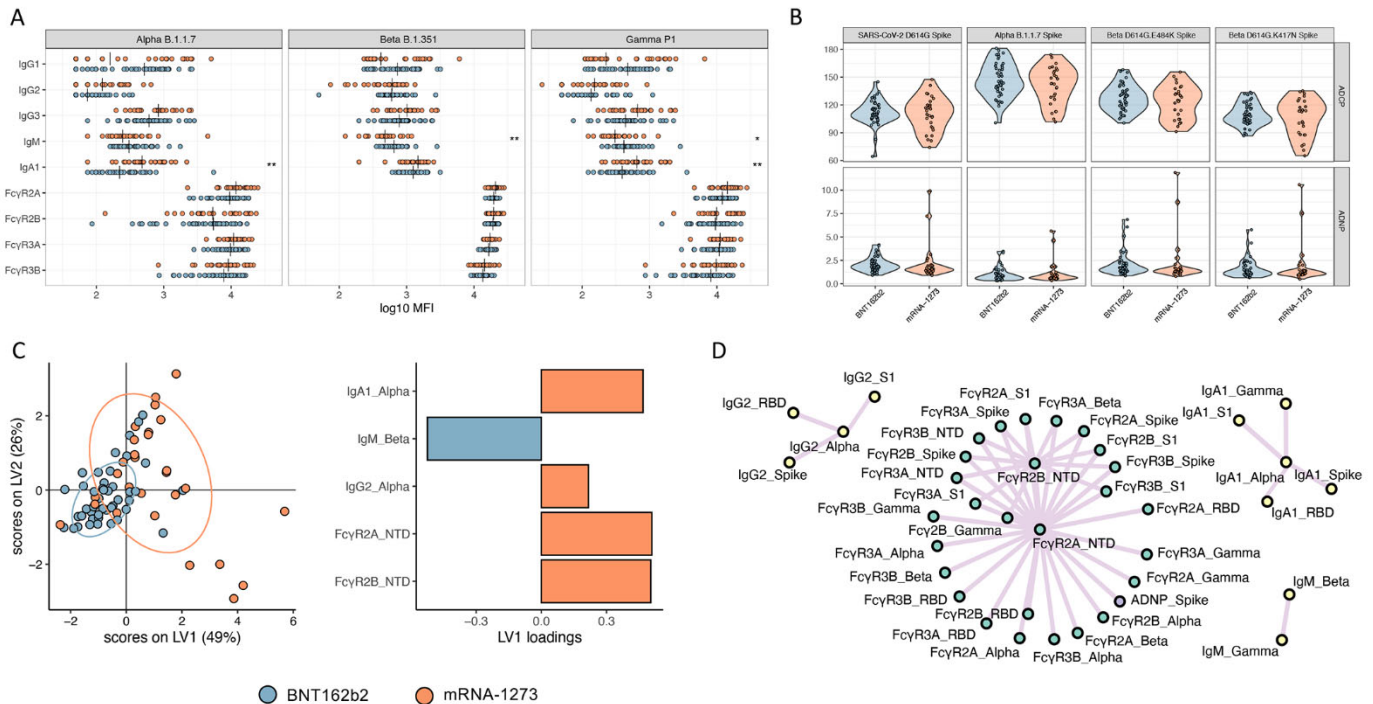 A
Alpha B.1.1.7
Beta B.1.351
Gamma P1
IgG1
IgG2
IgG3
IgM
** *
IgA1
** **
FcγR2A
FcγR2B
FcγR3A
FcγR3B
2 3 4 2 3 4 2 3 4
log10 MFI
B
SARS-CoV-2 D614G Spike
Alpha B.1.1.7 Spike
Beta D614G.E484K Spike
Beta D614G.K417N Spike
180
150
120
90
60
ADCP
10.0
7.5
5.0
2.5
0.0
ADNP
BNT162b2 mRNA-1273 BNT162b2 mRNA-1273 BNT162b2 mRNA-1273 BNT162b2 mRNA-1273
C
scores on LV2 (26%)
2
0
−2
−2 0 2 4 6
scores on LV1 (49%)
IgA1_Alpha
IgM_Beta
IgG2_Alpha
FcγR2A_NTD
FcγR2B_NTD
−0.3 0.0 0.3
LV1 loadings
BNT162b2 mRNA-1273
D
IgG2_S1
IgG2_RBD
IgG2_Alpha
IgG2_Spike
FcγR2A_S1
FcγR3A_Beta
FcγR3A_Spike
FcγR2A_Spike
FcγR3B_NTD
FcγR2B_S1
FcγR2B_Spike
FcγR3B_Spike
FcγR3A_NTD
FcγR2B_NTD
FcγR3B_S1
FcγR3A_S1
FcγR2A_RBD
FcγR3B_Gamma
Fcγ2B_Gamma
FcγR2A_NTD
FcγR3A_Alpha
FcγR3A_Gamma
FcγR3B_Beta
FcγR2A_Gamma
FcγR3B_RBD
ADNP_Spike
FcγR2B_RBD
FcγR2B_Alpha
FcγR3A_RBD
FcγR2A_Beta
FcγR2A_Alpha
FcγR3B_Alpha
IgA1_Gamma
IgA1_S1
IgA1_Alpha
IgA1_Spike
IgA1_RBD
IgM_Beta
IgM_Gamma